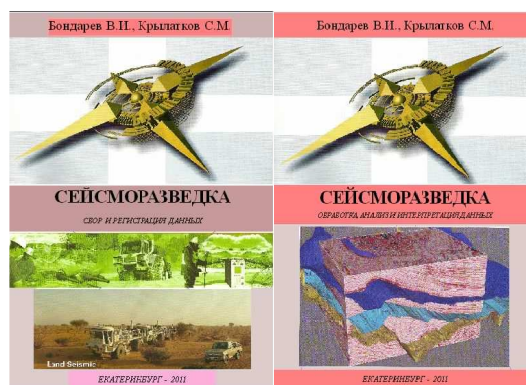 Бондарев В.И., Крылатков С.М.
СЕЙСМОРАЗВЕДКА
СБОР И РЕГИСТРАЦИЯ ДАННЫХ
Land Seismic
ЕКАТЕРИНБУРГ - 2011
Бондарев В.И., Крылатков С.М.
СЕЙСМОРАЗВЕДКА
ОБРАБОТКА, АНАЛИЗ И ИНТЕРПРЕТАЦИЯ ДАННЫХ
ЕКАТЕРИНБУРГ - 2011